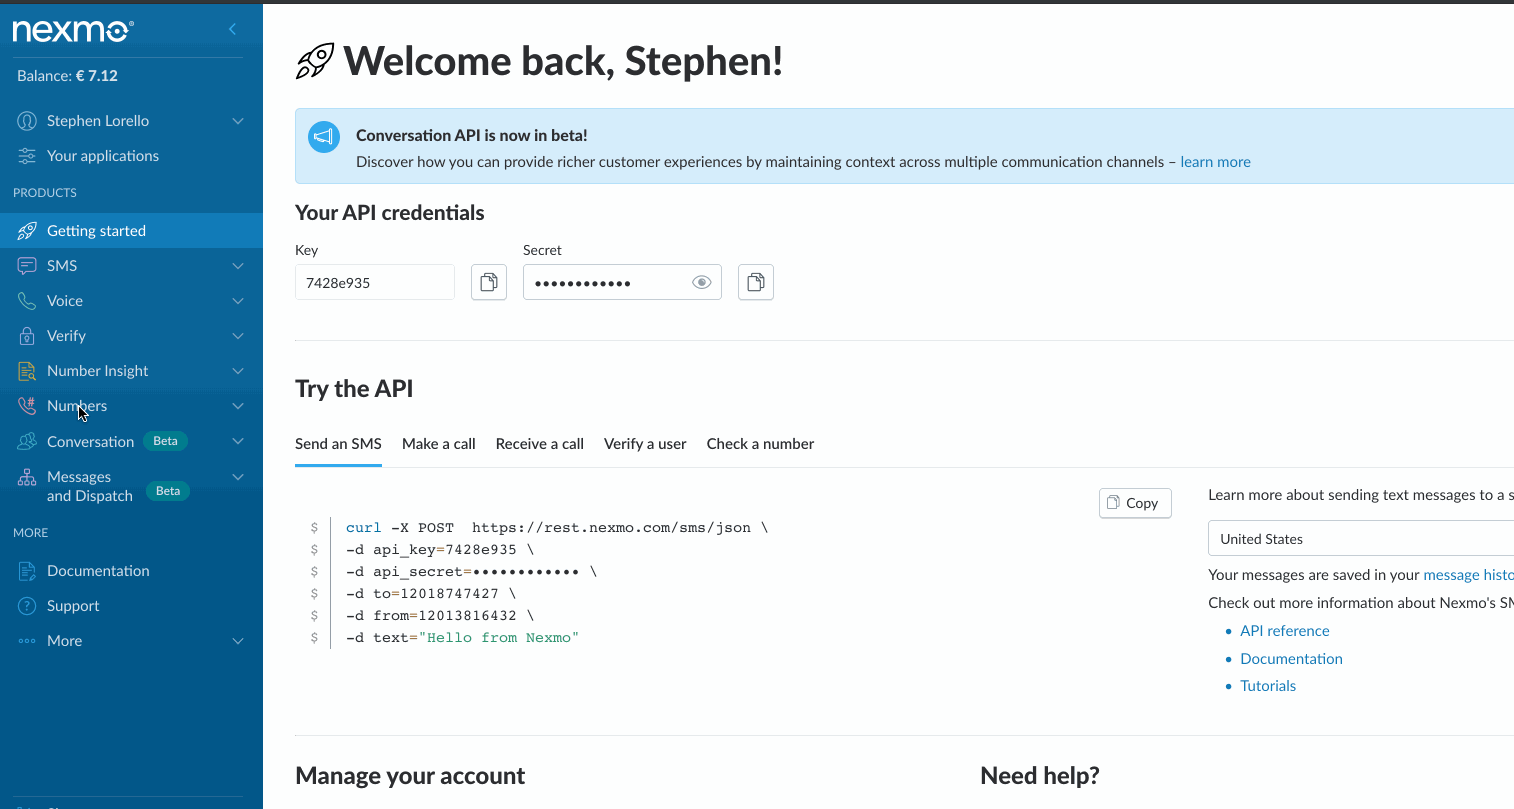 nexmo
Balance: € 7.12
Stephen Lorello
Your applications
PRODUCTS
Getting started
SMS
Voice
Verify
Number Insight
Numbers
Conversation Beta
Messages
and Dispatch Beta
MORE
Documentation
Support
More
Welcome back, Stephen!
Conversation API is now in beta!
Discover how you can provide richer customer experiences by maintaining context across multiple communication channels – learn more
Your API credentials
Key
Secret
7428e935
••••••••••••
Try the API
Send an SMS Make a call Receive a call Verify a user Check a number
Copy
$ curl -X POST  https://rest.nexmo.com/sms/json \
$ -d api_key=7428e935 \
$ -d api_secret=•••••••••••• \
$ -d to=12018747427 \
$ -d from=12013816432 \
$ -d text="Hello from Nexmo"
Learn more about sending text messages to a
United States
Your messages are saved in your message
Check out more information about Nexmo's
• API reference
• Documentation
• Tutorials
Manage your account
Need help?